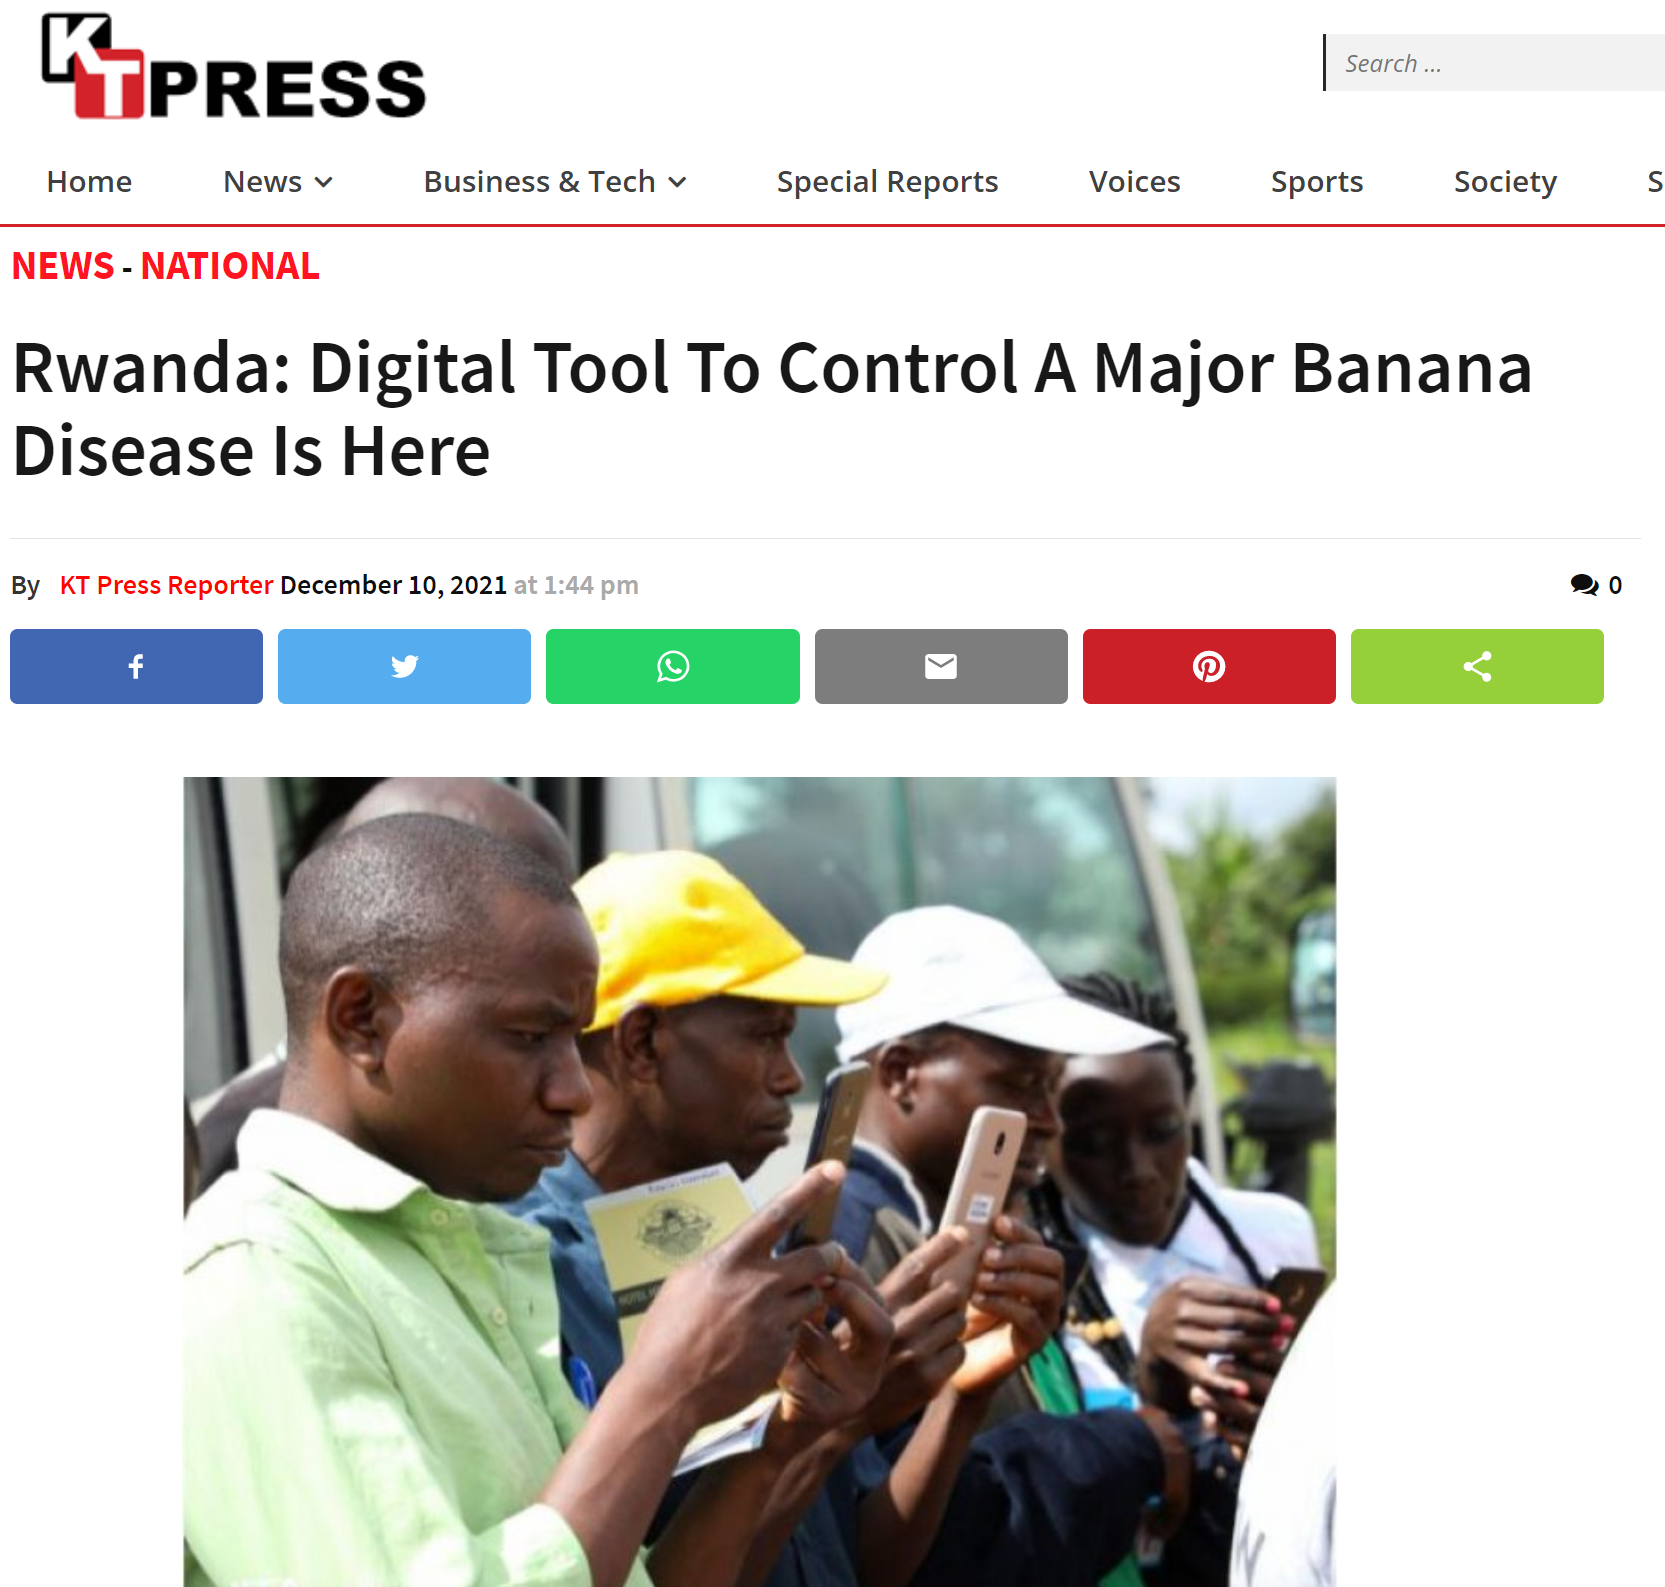 KT PRESS
Search ...
Home News Business & Tech Special Reports Voices Sports Society S
NEWS - NATIONAL
Rwanda: Digital Tool To Control A Major Banana
Disease Is Here
By KT Press Reporter December 10, 2021 at 1:44 pm
0